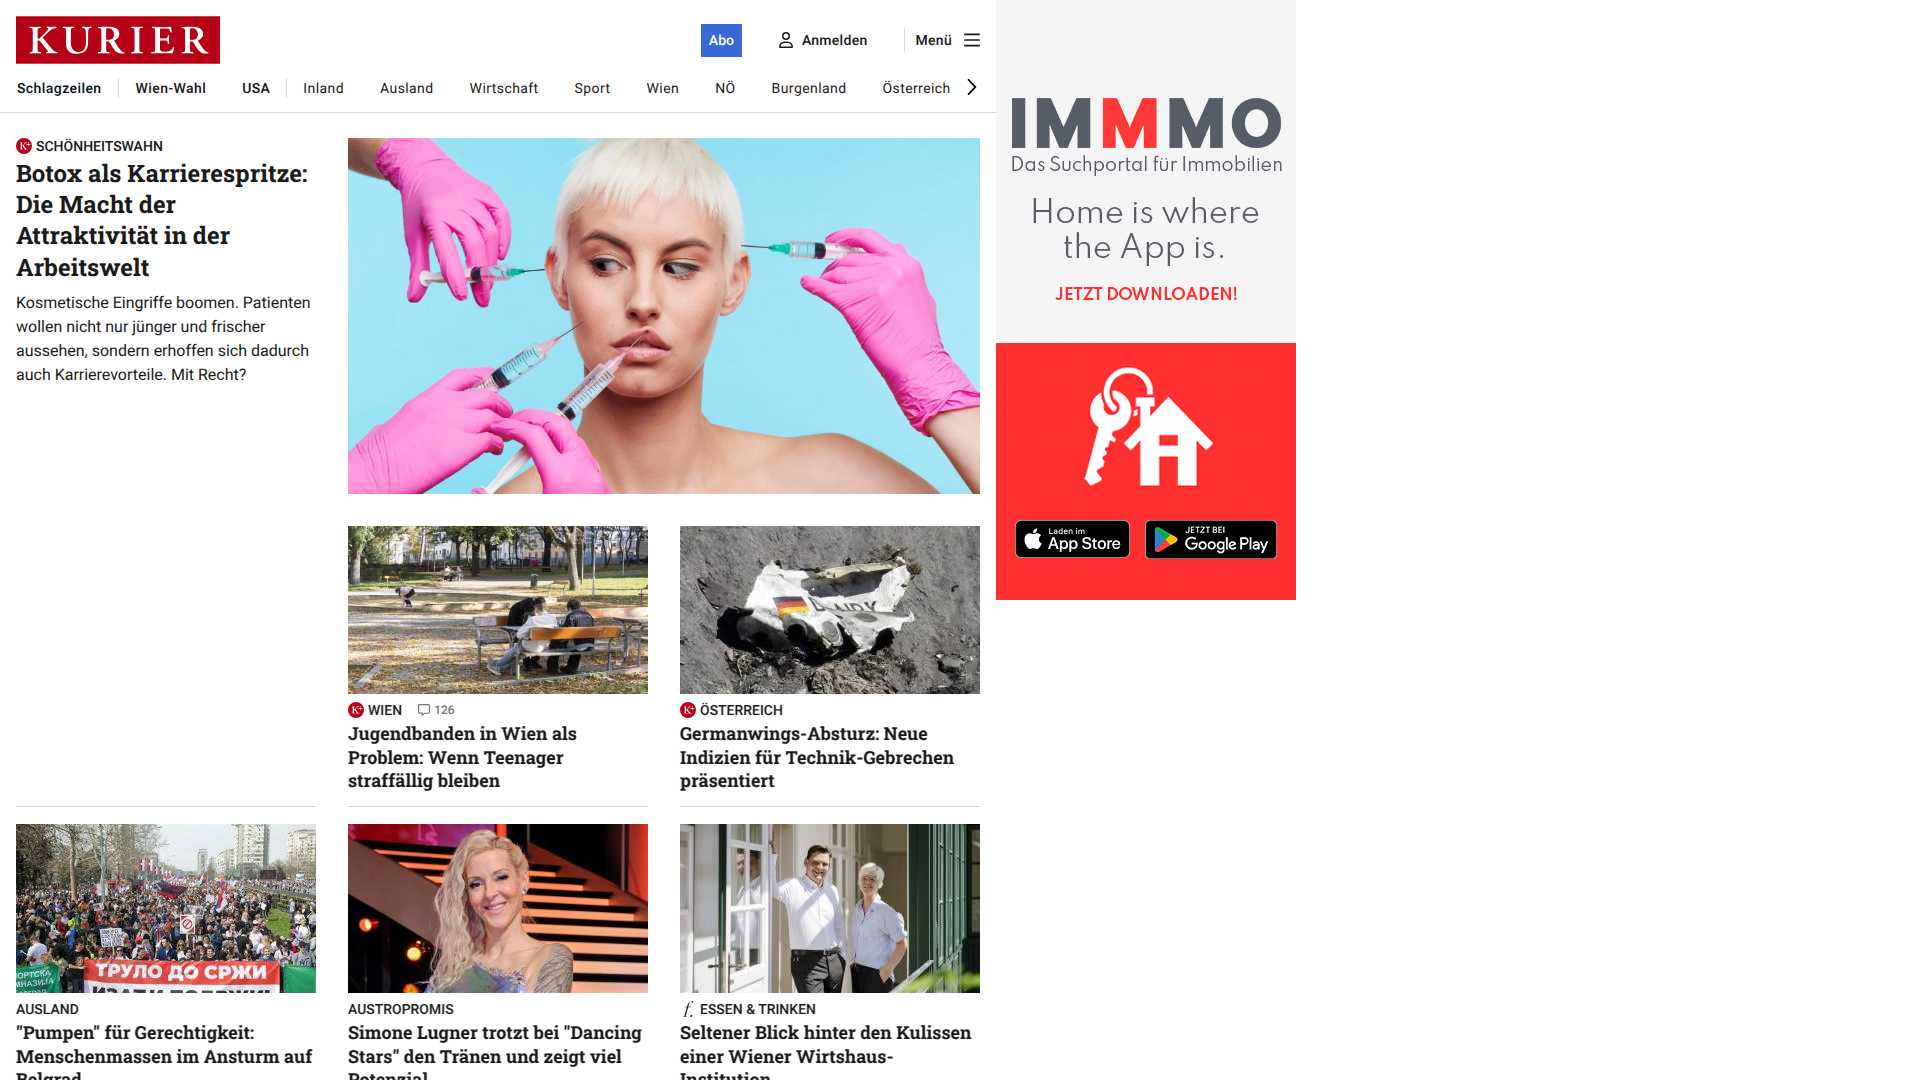 KURIER
Abo
Anmelden
Menü
Schlagzeilen
Wien-Wahl
USA
Inland
Ausland
Wirtschaft
Sport
Wien
NÖ
Burgenland
Österreich
K+ SCHÖNHEITSWAHN
Botox als Karrierespritze:
Die Macht der
Attraktivität in der
Arbeitswelt
Kosmetische Eingriffe boomen. Patienten
wollen nicht nur jünger und frischer
aussehen, sondern erhoffen sich dadurch
auch Karrierevorteile. Mit Recht?
IMMMO
Das Suchportal für Immobilien
Home is where
the App is.
JETZT DOWNLOADEN!
Laden im
App Store
JETZT BEI
Google Play
K+ WIEN
126
Jugendbanden in Wien als
Problem: Wenn Teenager
straffällig bleiben
K+ ÖSTERREICH
Germanwings-Absturz: Neue
Indizien für Technik-Gebrechen
präsentiert
ТРУЛО ДО СРЖИ
AUSLAND
"Pumpen" für Gerechtigkeit:
Menschenmassen im Ansturm auf
Belgrad
AUSTROPROMIS
Simone Lugner trotzt bei "Dancing
Stars" den Tränen und zeigt viel
Potenzial
f. ESSEN & TRINKEN
Seltener Blick hinter den Kulissen
einer Wiener Wirtshaus-
Institution